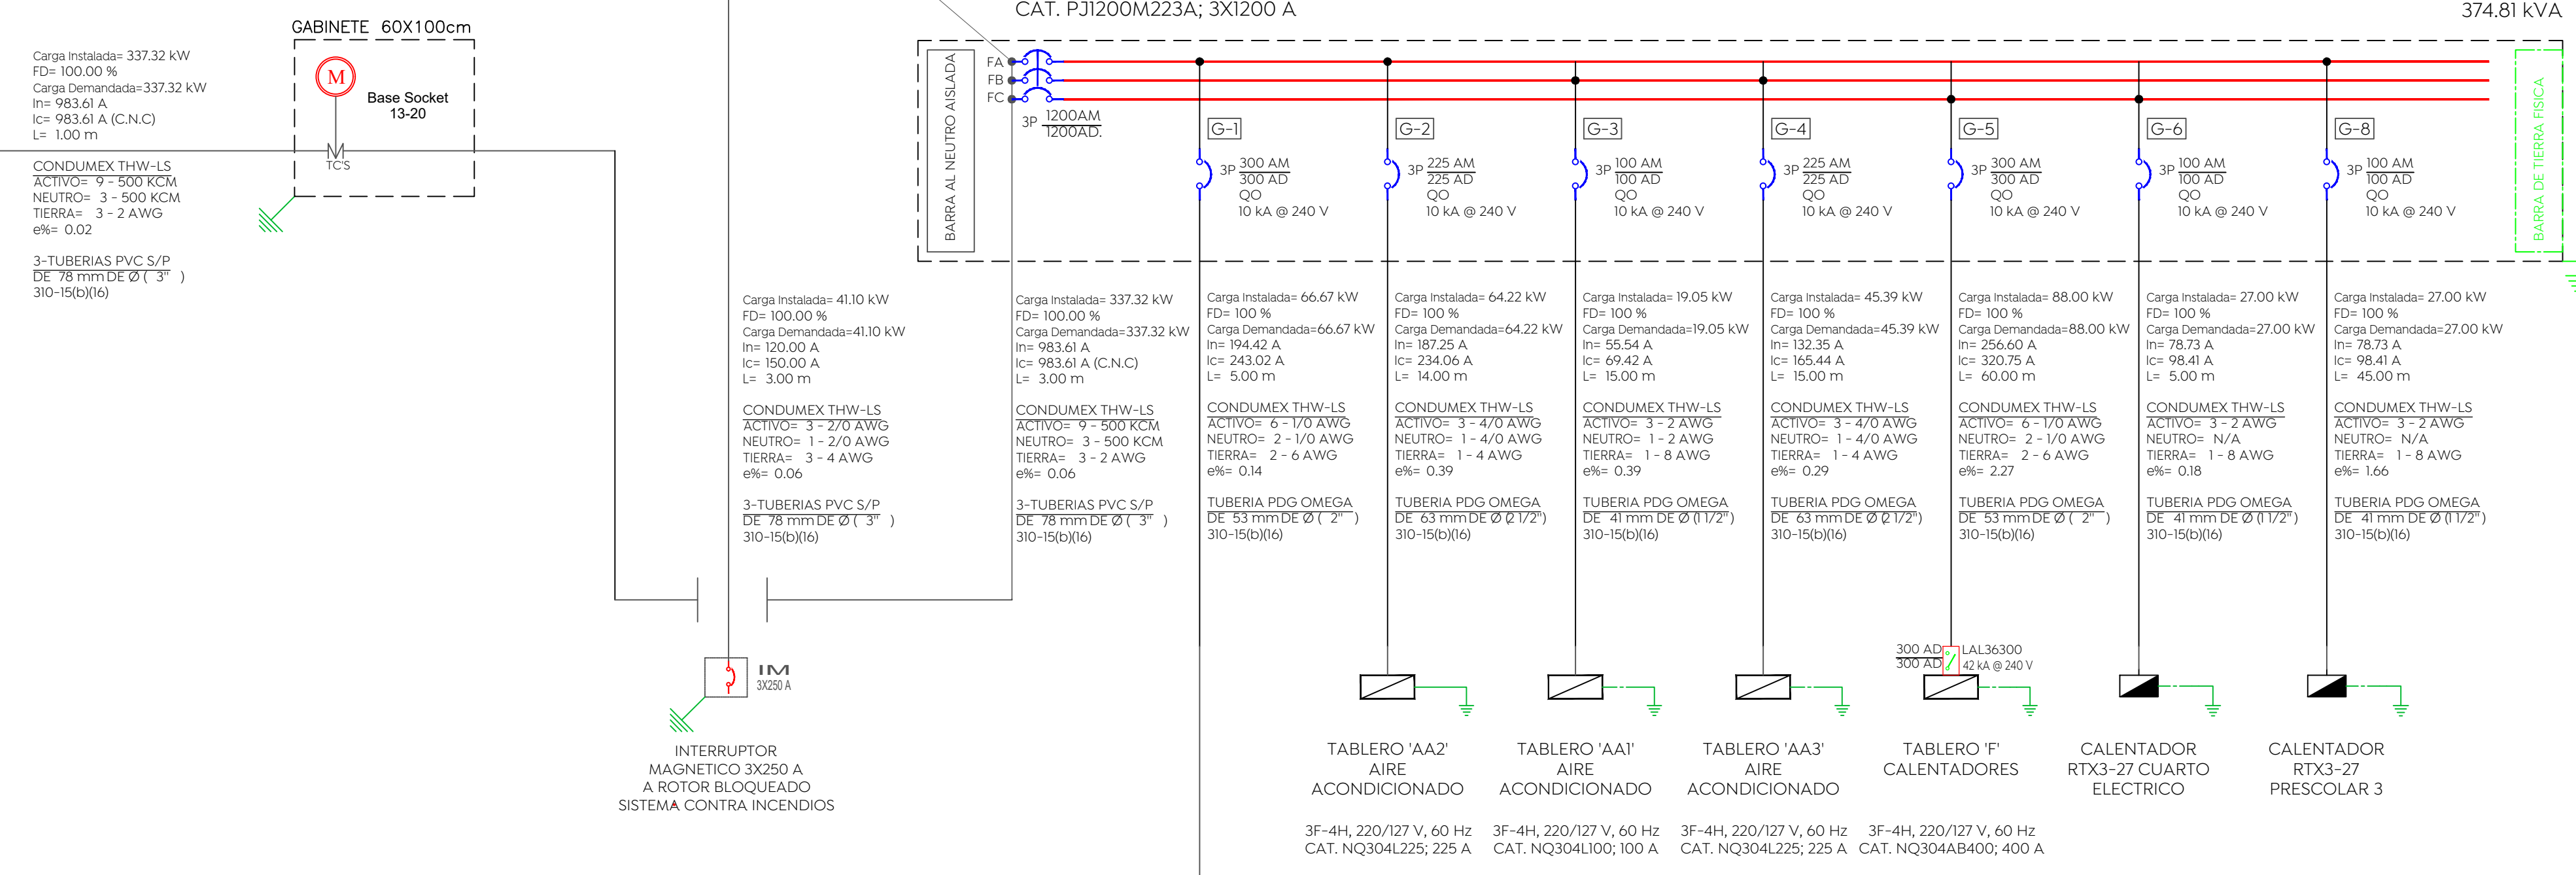 CAT. PJ1200M223A; 3X1200 A
374.81 kVA
GABINETE 60X100cm
M
Base Socket
13-20
TC'S
Carga Instalada= 337.32 kW
FD= 100.00 %
Carga Demandada=337.32 kW
In= 983.61 A
Ic= 983.61 A (C.N.C)
L= 1.00 m
CONDUMEX THW-LS
ACTIVO= 9 - 500 KCM
NEUTRO= 3 - 500 KCM
TIERRA= 3 - 2 AWG
e%= 0.02
3-TUBERIAS PVC S/P
DE 78 mm DE Ø ( 3" )
310-15(b)(16)
BARRA AL NEUTRO AISLADA
FA
FB
FC
3P 1200AM
1200AD.
G-1
3P 300 AM
300 AD
QO
10 kA @ 240 V
G-2
3P 225 AM
225 AD
QO
10 kA @ 240 V
G-3
3P 100 AM
100 AD
QO
10 kA @ 240 V
G-4
3P 225 AM
225 AD
QO
10 kA @ 240 V
G-5
3P 300 AM
300 AD
QO
10 kA @ 240 V
G-6
3P 100 AM
100 AD
QO
10 kA @ 240 V
G-8
3P 100 AM
100 AD
QO
10 kA @ 240 V
BARRA DE TIERRA FISICA
Carga Instalada= 41.10 kW
FD= 100.00 %
Carga Demandada=41.10 kW
In= 120.00 A
Ic= 150.00 A
L= 3.00 m
CONDUMEX THW-LS
ACTIVO= 3 - 2/0 AWG
NEUTRO= 1 - 2/0 AWG
TIERRA= 3 - 4 AWG
e%= 0.06
3-TUBERIAS PVC S/P
DE 78 mm DE Ø ( 3" )
310-15(b)(16)
Carga Instalada= 337.32 kW
FD= 100.00 %
Carga Demandada=337.32 kW
In= 983.61 A
Ic= 983.61 A (C.N.C)
L= 3.00 m
CONDUMEX THW-LS
ACTIVO= 9 - 500 KCM
NEUTRO= 3 - 500 KCM
TIERRA= 3 - 2 AWG
e%= 0.06
3-TUBERIAS PVC S/P
DE 78 mm DE Ø ( 3" )
310-15(b)(16)
Carga Instalada= 66.67 kW
FD= 100 %
Carga Demandada=66.67 kW
In= 194.42 A
Ic= 243.02 A
L= 5.00 m
CONDUMEX THW-LS
ACTIVO= 6 - 1/0 AWG
NEUTRO= 2 - 1/0 AWG
TIERRA= 2 - 6 AWG
e%= 0.14
TUBERIA PDG OMEGA
DE 53 mm DE Ø ( 2" )
310-15(b)(16)
Carga Instalada= 64.22 kW
FD= 100 %
Carga Demandada=64.22 kW
In= 187.25 A
Ic= 234.06 A
L= 14.00 m
CONDUMEX THW-LS
ACTIVO= 3 - 4/0 AWG
NEUTRO= 1 - 4/0 AWG
TIERRA= 1 - 4 AWG
e%= 0.39
TUBERIA PDG OMEGA
DE 63 mm DE Ø (2 1/2")
310-15(b)(16)
Carga Instalada= 19.05 kW
FD= 100 %
Carga Demandada=19.05 kW
In= 55.54 A
Ic= 69.42 A
L= 15.00 m
CONDUMEX THW-LS
ACTIVO= 3 - 2 AWG
NEUTRO= 1 - 2 AWG
TIERRA= 1 - 8 AWG
e%= 0.39
TUBERIA PDG OMEGA
DE 41 mm DE Ø (1 1/2")
310-15(b)(16)
Carga Instalada= 45.39 kW
FD= 100 %
Carga Demandada=45.39 kW
In= 132.35 A
Ic= 165.44 A
L= 15.00 m
CONDUMEX THW-LS
ACTIVO= 3 - 4/0 AWG
NEUTRO= 1 - 4/0 AWG
TIERRA= 1 - 4 AWG
e%= 0.29
TUBERIA PDG OMEGA
DE 63 mm DE Ø (2 1/2")
310-15(b)(16)
Carga Instalada= 88.00 kW
FD= 100 %
Carga Demandada=88.00 kW
In= 256.60 A
Ic= 320.75 A
L= 60.00 m
CONDUMEX THW-LS
ACTIVO= 6 - 1/0 AWG
NEUTRO= 2 - 1/0 AWG
TIERRA= 2 - 6 AWG
e%= 2.27
TUBERIA PDG OMEGA
DE 53 mm DE Ø ( 2" )
310-15(b)(16)
Carga Instalada= 27.00 kW
FD= 100 %
Carga Demandada=27.00 kW
In= 78.73 A
Ic= 98.41 A
L= 5.00 m
CONDUMEX THW-LS
ACTIVO= 3 - 2 AWG
NEUTRO= N/A
TIERRA= 1 - 8 AWG
e%= 0.18
TUBERIA PDG OMEGA
DE 41 mm DE Ø (1 1/2")
310-15(b)(16)
Carga Instalada= 27.00 kW
FD= 100 %
Carga Demandada=27.00 kW
In= 78.73 A
Ic= 98.41 A
L= 45.00 m
CONDUMEX THW-LS
ACTIVO= 3 - 2 AWG
NEUTRO= N/A
TIERRA= 1 - 8 AWG
e%= 1.66
TUBERIA PDG OMEGA
DE 41 mm DE Ø (1 1/2")
310-15(b)(16)
IM
3X250 A
INTERRUPTOR
MAGNETICO 3X250 A
A ROTOR BLOQUEADO
SISTEMA CONTRA INCENDIOS
TABLERO 'AA2'
AIRE
ACONDICIONADO
3F-4H, 220/127 V, 60 Hz
CAT. NQ304L225; 225 A
TABLERO 'AA1'
AIRE
ACONDICIONADO
3F-4H, 220/127 V, 60 Hz
CAT. NQ304L100; 100 A
TABLERO 'AA3'
AIRE
ACONDICIONADO
3F-4H, 220/127 V, 60 Hz
CAT. NQ304L225; 225 A
300 AD
300 AD
LAL36300
42 kA @ 240 V
TABLERO 'F'
CALENTADORES
3F-4H, 220/127 V, 60 Hz
CAT. NQ304AB400; 400 A
CALENTADOR
RTX3-27 CUARTO
ELECTRICO
CALENTADOR
RTX3-27
PRESCOLAR 3